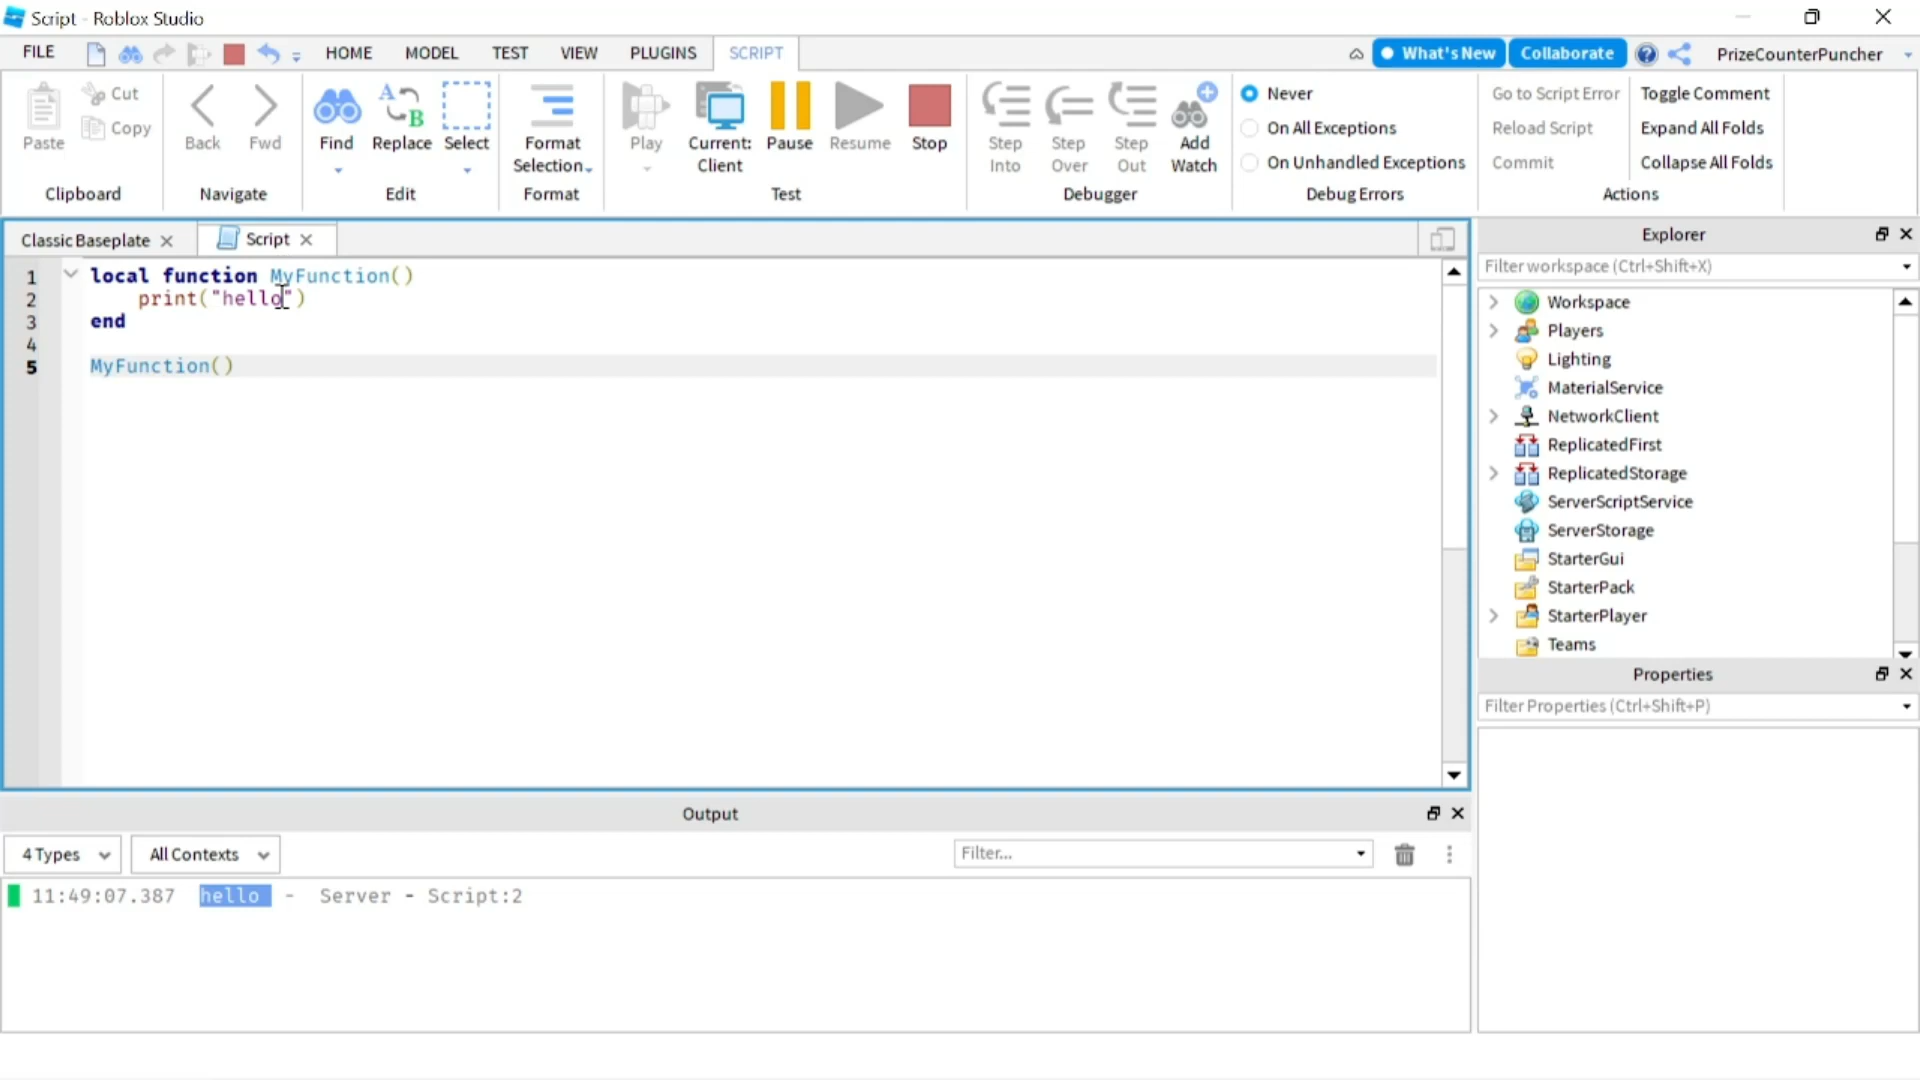 Script - Roblox Studio
FILE HOME MODEL TEST VIEW PLUGINS SCRIPT What's New Collaborate ? PrizeCounterPuncher
Paste Cut Copy
Clipboard
Back Fwd
Navigate
Find A B Replace Select
Edit
Format Selection
Format
Play Current: Client Pause Resume Stop
Test
Step Into Step Over Step Out Add Watch
Debugger
Never
On All Exceptions
On Unhandled Exceptions
Debug Errors
Go to Script Error Toggle Comment
Reload Script Expand All Folds
Commit Collapse All Folds
Actions
Classic Baseplate Script
1 local function MyFunction()
2 print("hello")
3 end
4
5 MyFunction()
Explorer
Filter workspace (Ctrl+Shift+X)
Workspace
Players
Lighting
MaterialService
NetworkClient
ReplicatedFirst
ReplicatedStorage
ServerScriptService
ServerStorage
StarterGui
StarterPack
StarterPlayer
Teams
Properties
Filter Properties (Ctrl+Shift+P)
Output
4 Types All Contexts Filter...
11:49:07.387 hello - Server - Script:2